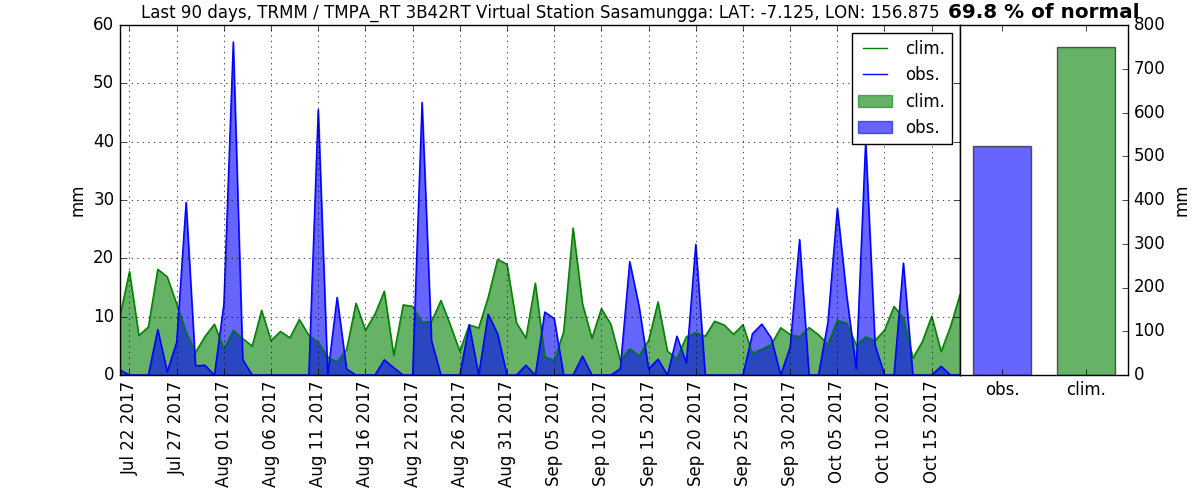 Last 90 days, TRMM / TMPA_RT 3B42RT Virtual Station Sasamungga: LAT: -7.125, LON: 156.875
69.8 % of normal
60
50
40
30
20
10
0
mm
clim.
obs.
clim.
obs.
Jul 22 2017
Jul 27 2017
Aug 01 2017
Aug 06 2017
Aug 11 2017
Aug 16 2017
Aug 21 2017
Aug 26 2017
Aug 31 2017
Sep 05 2017
Sep 10 2017
Sep 15 2017
Sep 20 2017
Sep 25 2017
Sep 30 2017
Oct 05 2017
Oct 10 2017
Oct 15 2017
800
700
600
500
400
300
200
100
0
mm
obs.
clim.